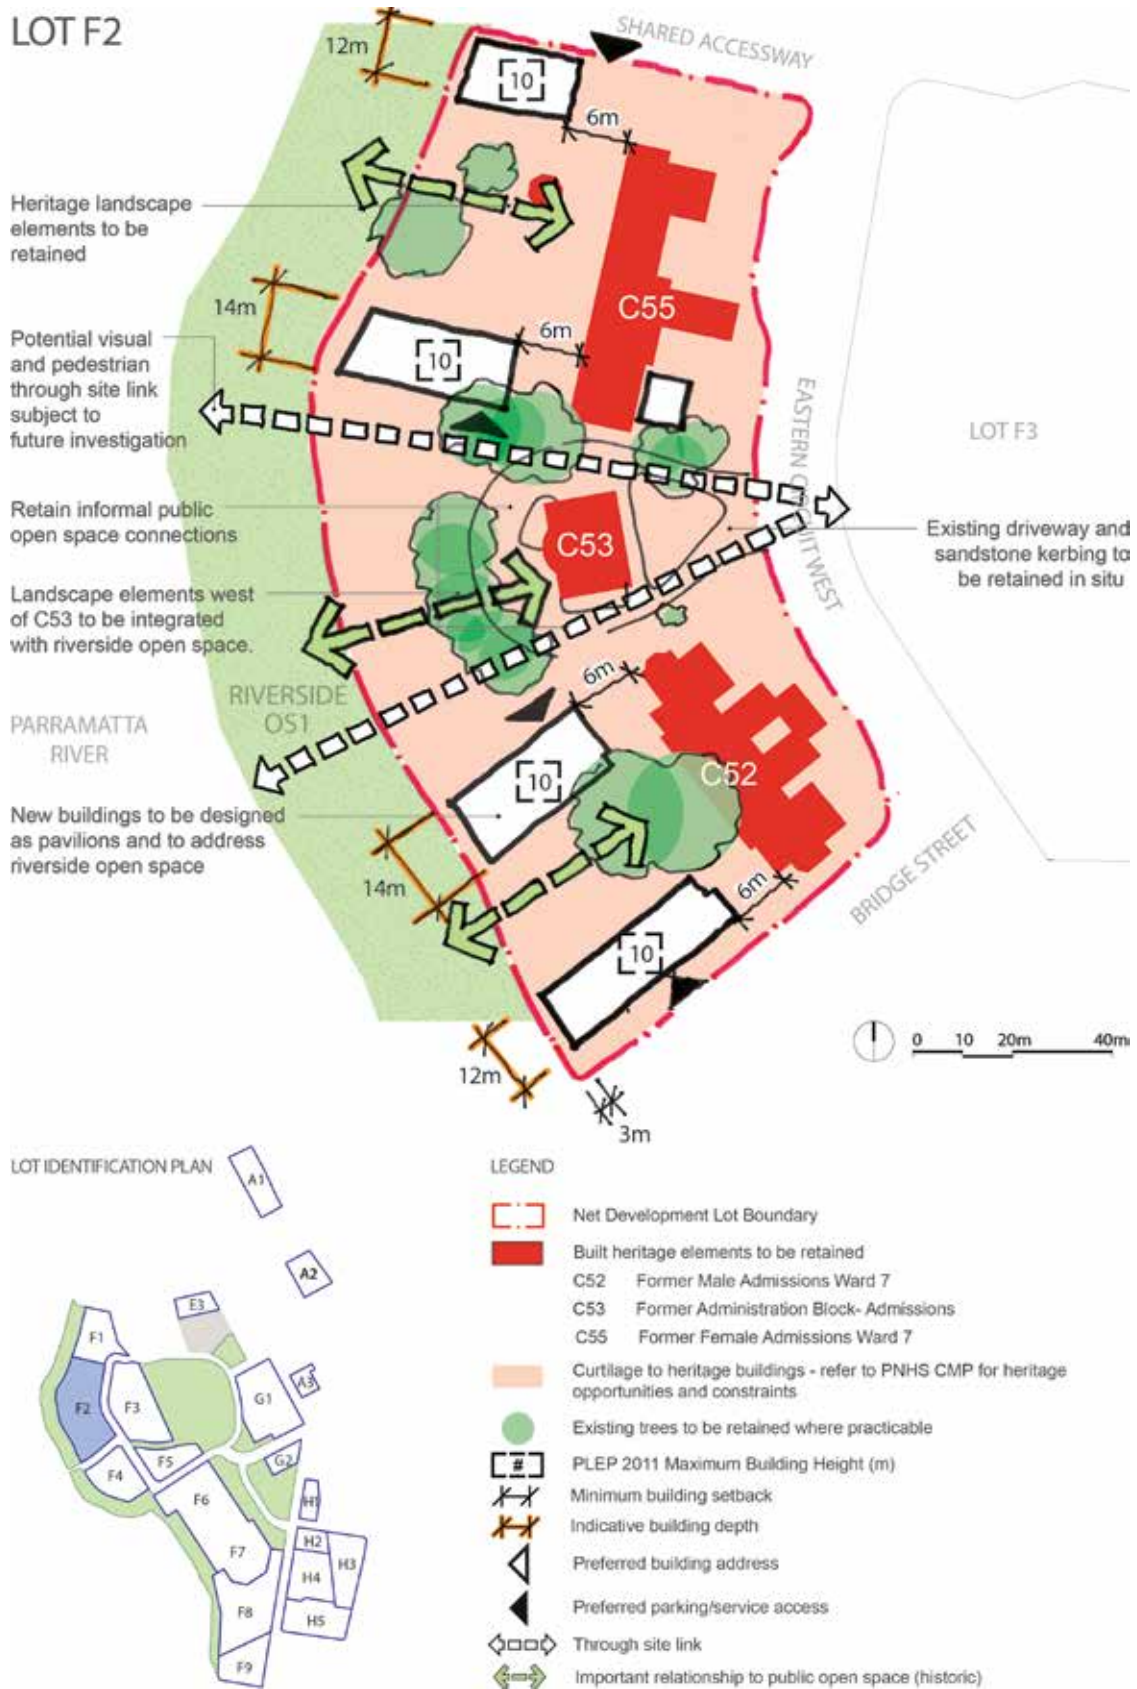 LOT F2
SHARED ACCESSWAY
12m
10
6m
Heritage landscape
elements to be
retained
14m
C55
6m
10
Potential visual
and pedestrian
through site link
subject to
future investigation
EASTERN CIRCUIT WEST
LOT F3
Retain informal public
open space connections
C53
Existing driveway and
sandstone kerbing to
be retained in situ
Landscape elements west
of C53 to be integrated
with riverside open space.
6m
RIVERSIDE
OS1
PARRAMATTA
RIVER
C52
10
New buildings to be designed
as pavilions and to address
riverside open space
14m
6m
BRIDGE STREET
10
0 10 20m 40m
12m
3m
LOT IDENTIFICATION PLAN
A1
A2
E3
F1
F2
F3
A3
G1
F4
F5
G2
F6
H1
F7
H2
H3
H4
F8
H5
F9
LEGEND
Net Development Lot Boundary
Built heritage elements to be retained
C52 Former Male Admissions Ward 7
C53 Former Administration Block- Admissions
C55 Former Female Admissions Ward 7
Curtilage to heritage buildings - refer to PNHS CMP for heritage
opportunities and constraints
Existing trees to be retained where practicable
# PLEP 2011 Maximum Building Height (m)
Minimum building setback
Indicative building depth
Preferred building address
Preferred parking/service access
Through site link
Important relationship to public open space (historic)